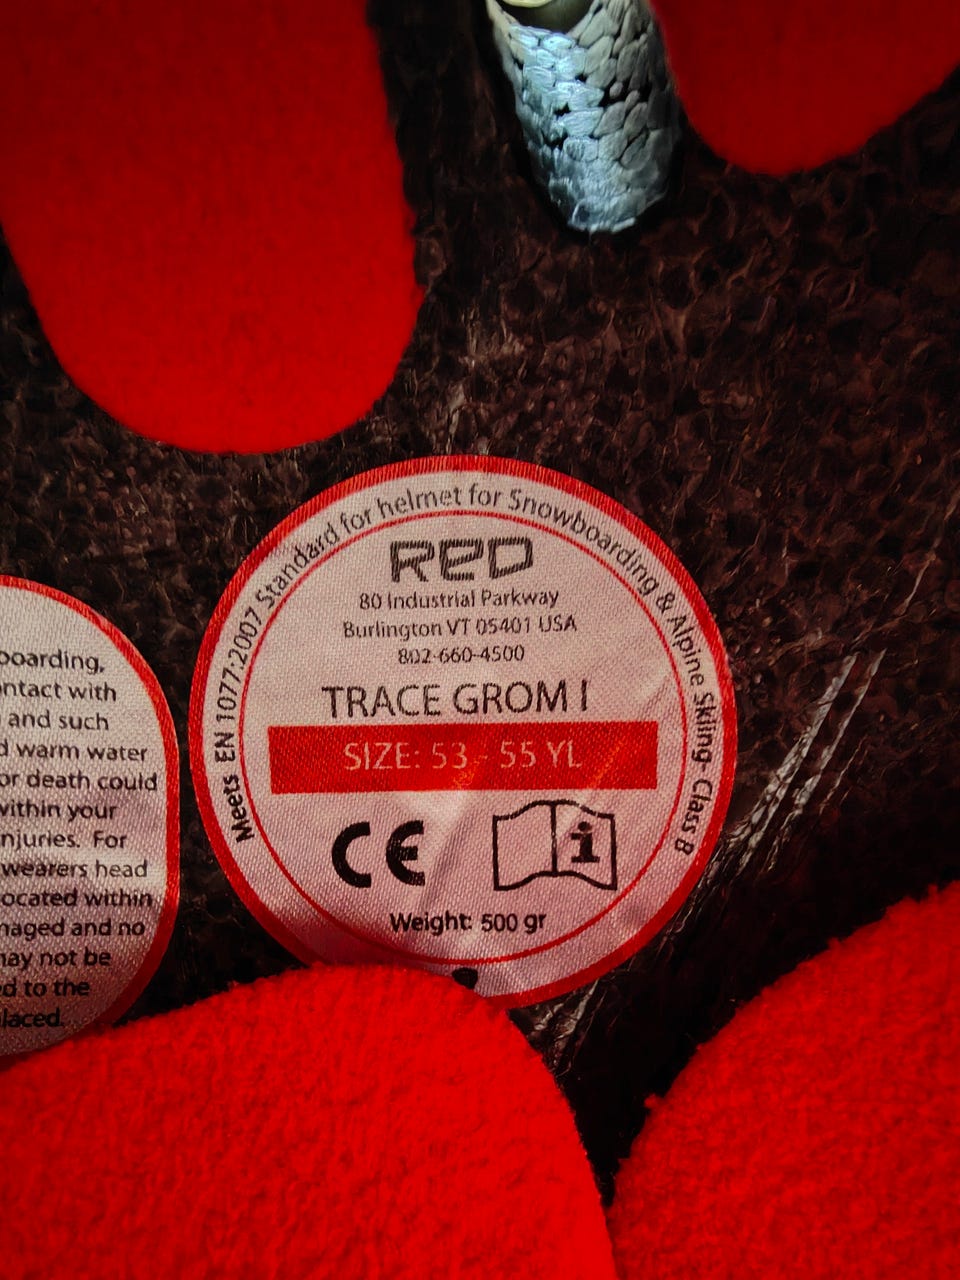 Meets EN 1077:2007 Standard for helmet for Snowboarding & Alpine Skiing Class B
RED
80 Industrial Parkway
Burlington VT 05401 USA
802-660-4500
TRACE GROM I
SIZE: 53 - 55 YL
CE
i
Weight: 500 gr
boarding,
ontact with
and such
d warm water
or death could
within your
njuries. For
wearers head
ocated within
naged and no
may not be
ed to the
laced.